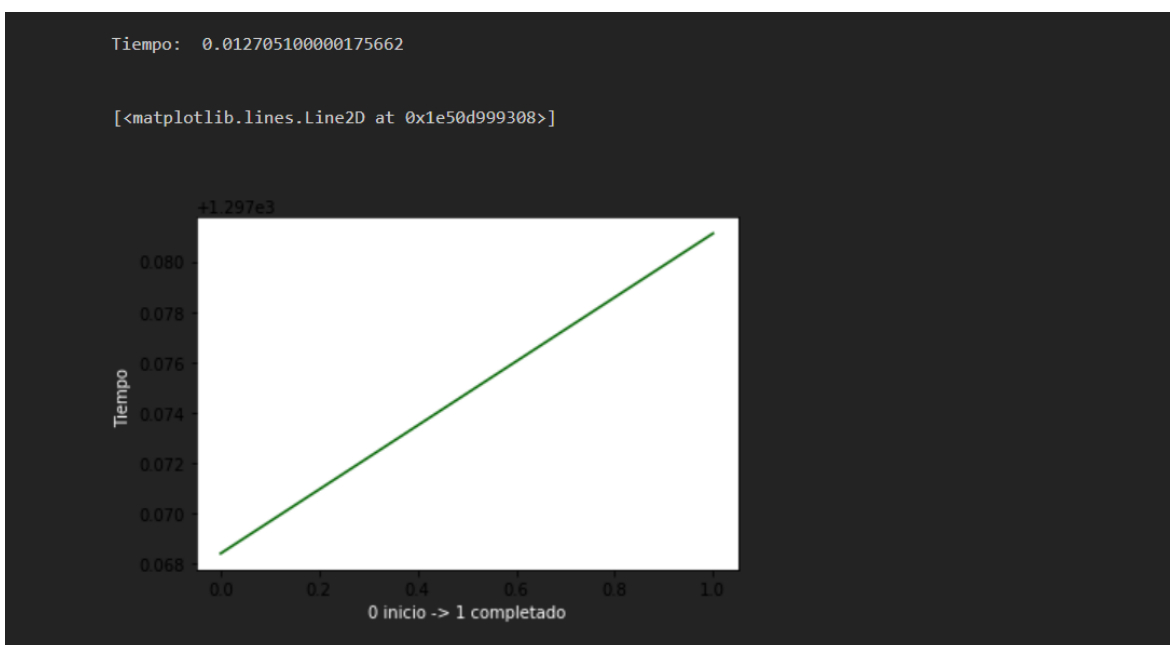 Tiempo:  0.012705100000175662
[<matplotlib.lines.Line2D at 0x1e50d999308>]
+1.297e3
0.080
0.078
0.076
Tiempo
0.074
0.072
0.070
0.068
0.0 0.2 0.4 0.6 0.8 1.0
0 inicio -> 1 completado